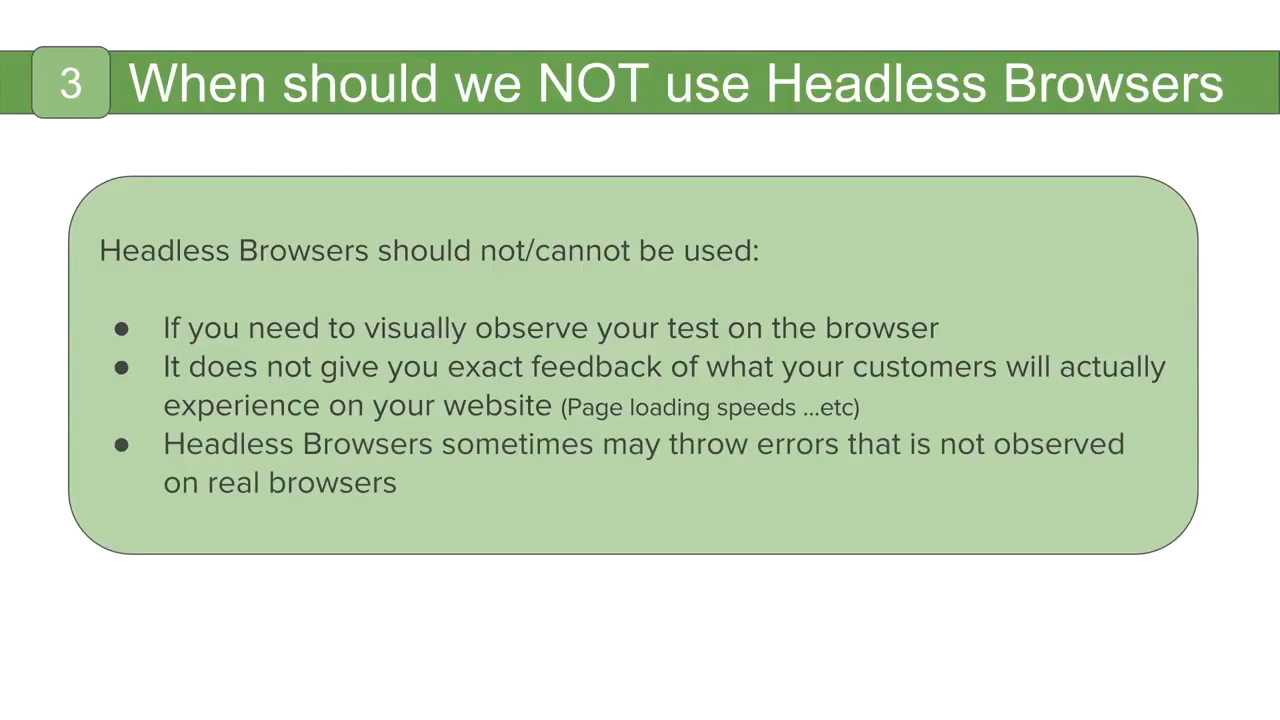 3
When should we NOT use Headless Browsers
Headless Browsers should not/cannot be used:
● If you need to visually observe your test on the browser
● It does not give you exact feedback of what your customers will actually
experience on your website (Page loading speeds ...etc)
● Headless Browsers sometimes may throw errors that is not observed
on real browsers